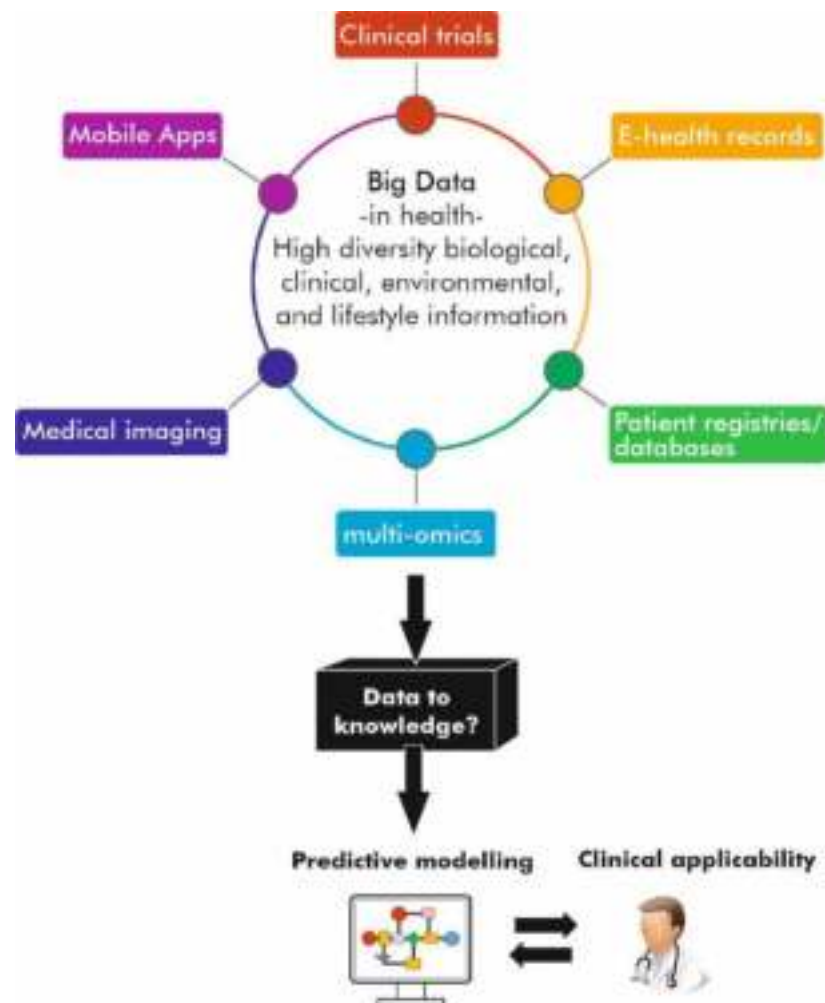 Clinical trials
Mobile Apps
E-health records
Big Data
-in health-
High diversity biological,
clinical, environmental,
and lifestyle information
Medical imaging
Patient registries/
databases
multi-omics
Data to
knowledge?
Predictive modelling
Clinical applicability